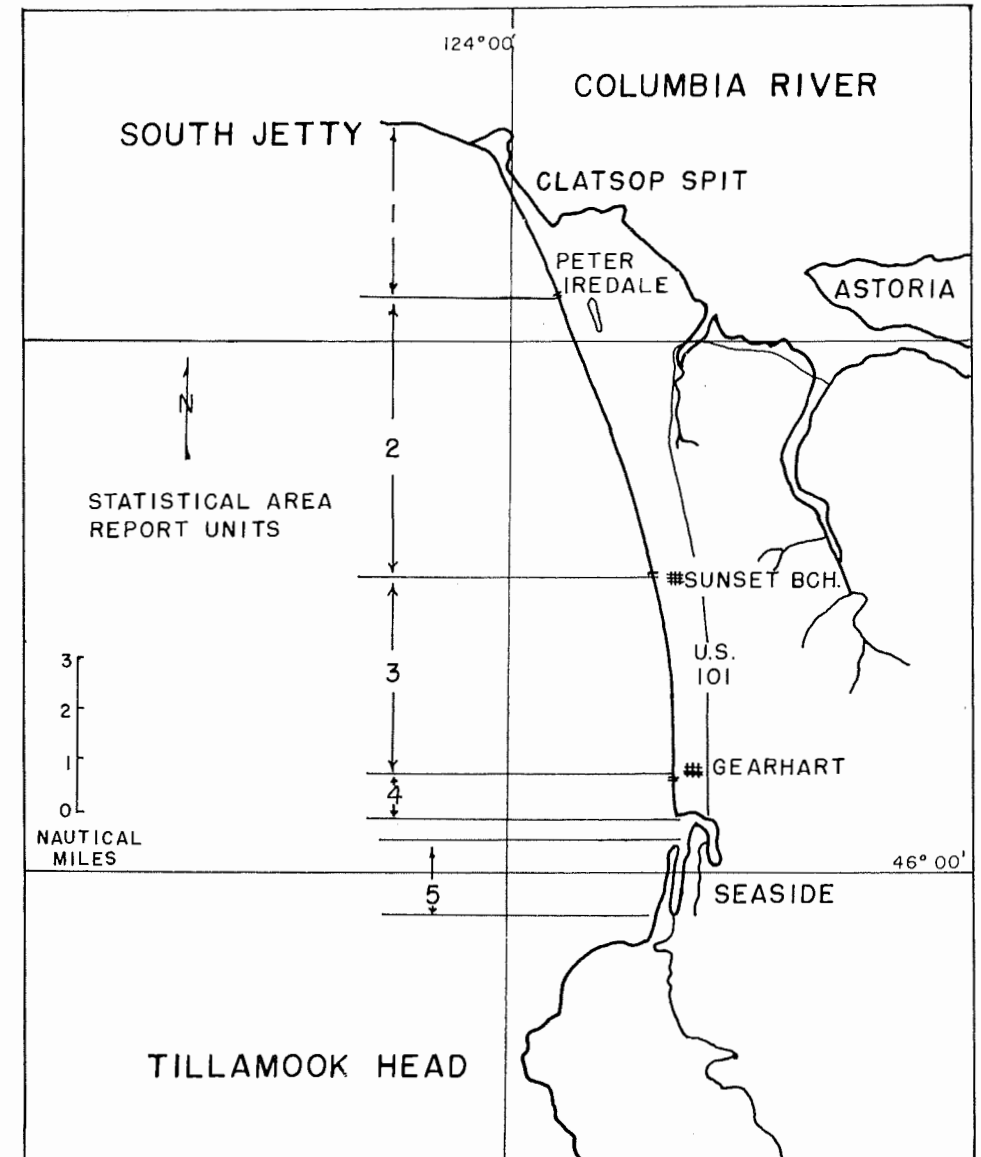 124°00'
COLUMBIA RIVER
SOUTH JETTY
CLATSOP SPIT
1
PETER
IREDALE
ASTORIA
N
2
STATISTICAL AREA
REPORT UNITS
SUNSET BCH.
U.S.
101
3
3
2
1
0
NAUTICAL
MILES
GEARHART
4
46° 00'
5
SEASIDE
TILLAMOOK HEAD